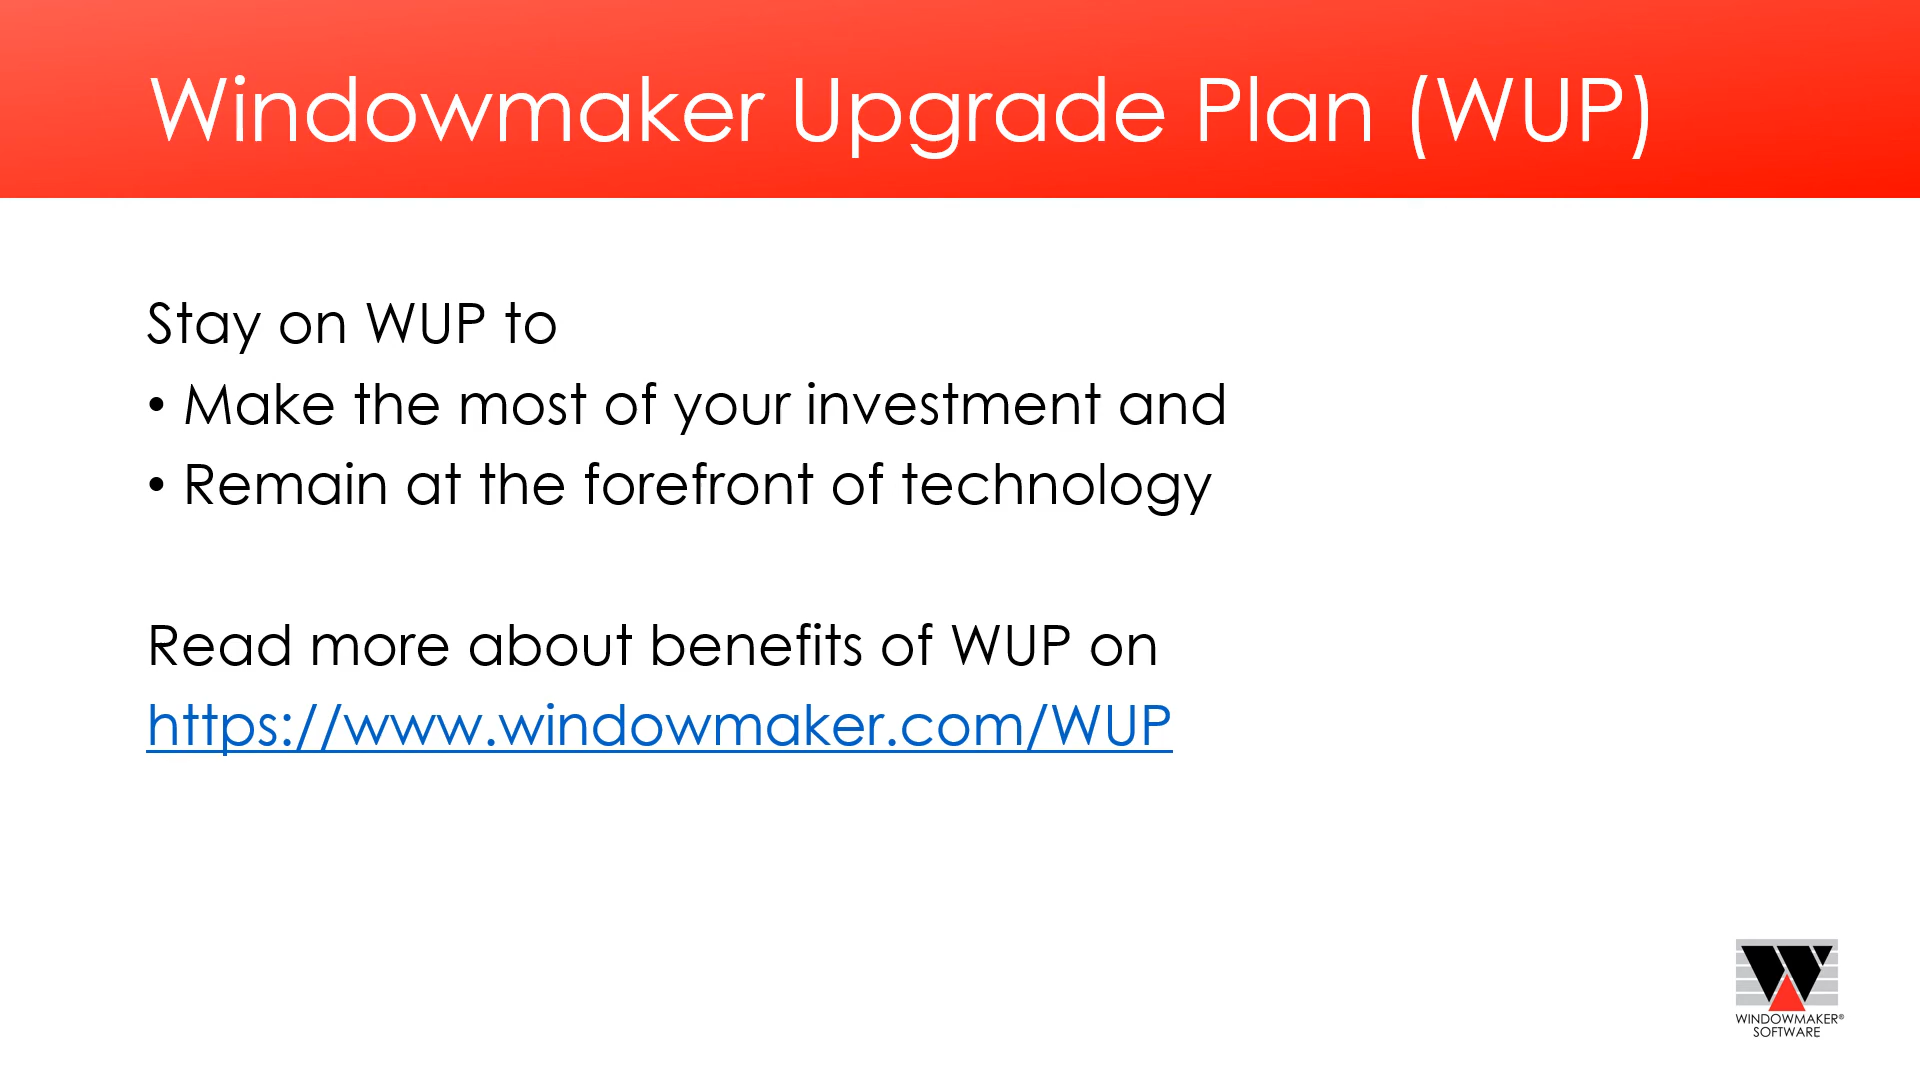 Windowmaker Upgrade Plan (WUP)
Stay on WUP to
• Make the most of your investment and
• Remain at the forefront of technology
Read more about benefits of WUP on
https://www.windowmaker.com/WUP
WINDOWMAKER®
SOFTWARE